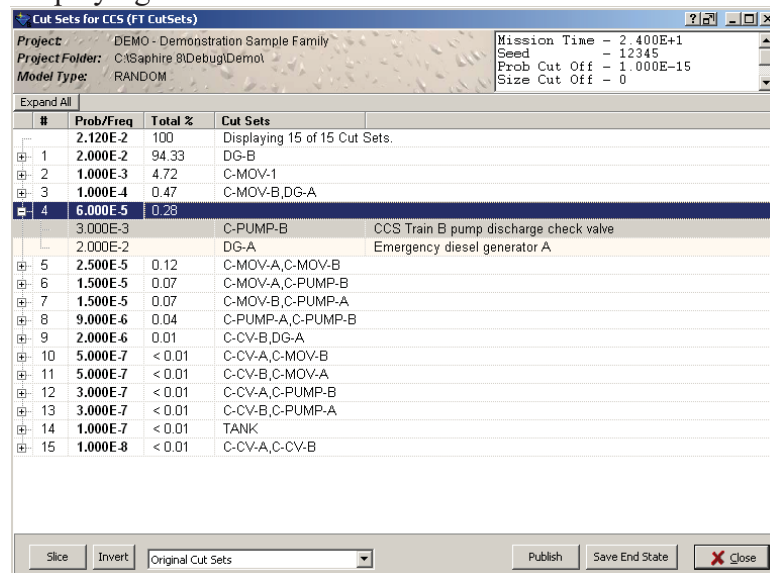 Cut Sets for CCS (FT CutSets)
Project: DEMO - Demonstration Sample Family
Project Folder: C:\Saphire 8\Debug\Demo\
Model Type: RANDOM
Mission Time - 2.400E+1
Seed - 12345
Prob Cut Off - 1.000E-15
Size Cut Off - 0
Expand All
# Prob/Freq Total % Cut Sets
2.120E-2 100 Displaying 15 of 15 Cut Sets.
1 2.000E-2 94.33 DG-B
2 1.000E-3 4.72 C-MOV-1
3 1.000E-4 0.47 C-MOV-B,DG-A
4 6.000E-5 0.28
3.000E-3 C-PUMP-B CCS Train B pump discharge check valve
2.000E-2 DG-A Emergency diesel generator A
5 2.500E-5 0.12 C-MOV-A,C-MOV-B
6 1.500E-5 0.07 C-MOV-A,C-PUMP-B
7 1.500E-5 0.07 C-MOV-B,C-PUMP-A
8 9.000E-6 0.04 C-PUMP-A,C-PUMP-B
9 2.000E-6 0.01 C-CV-B,DG-A
10 5.000E-7 < 0.01 C-CV-A,C-MOV-B
11 5.000E-7 < 0.01 C-CV-B,C-MOV-A
12 3.000E-7 < 0.01 C-CV-A,C-PUMP-B
13 3.000E-7 < 0.01 C-CV-B,C-PUMP-A
14 1.000E-7 < 0.01 TANK
15 1.000E-8 < 0.01 C-CV-A,C-CV-B
Slice Invert Original Cut Sets Publish Save End State Close